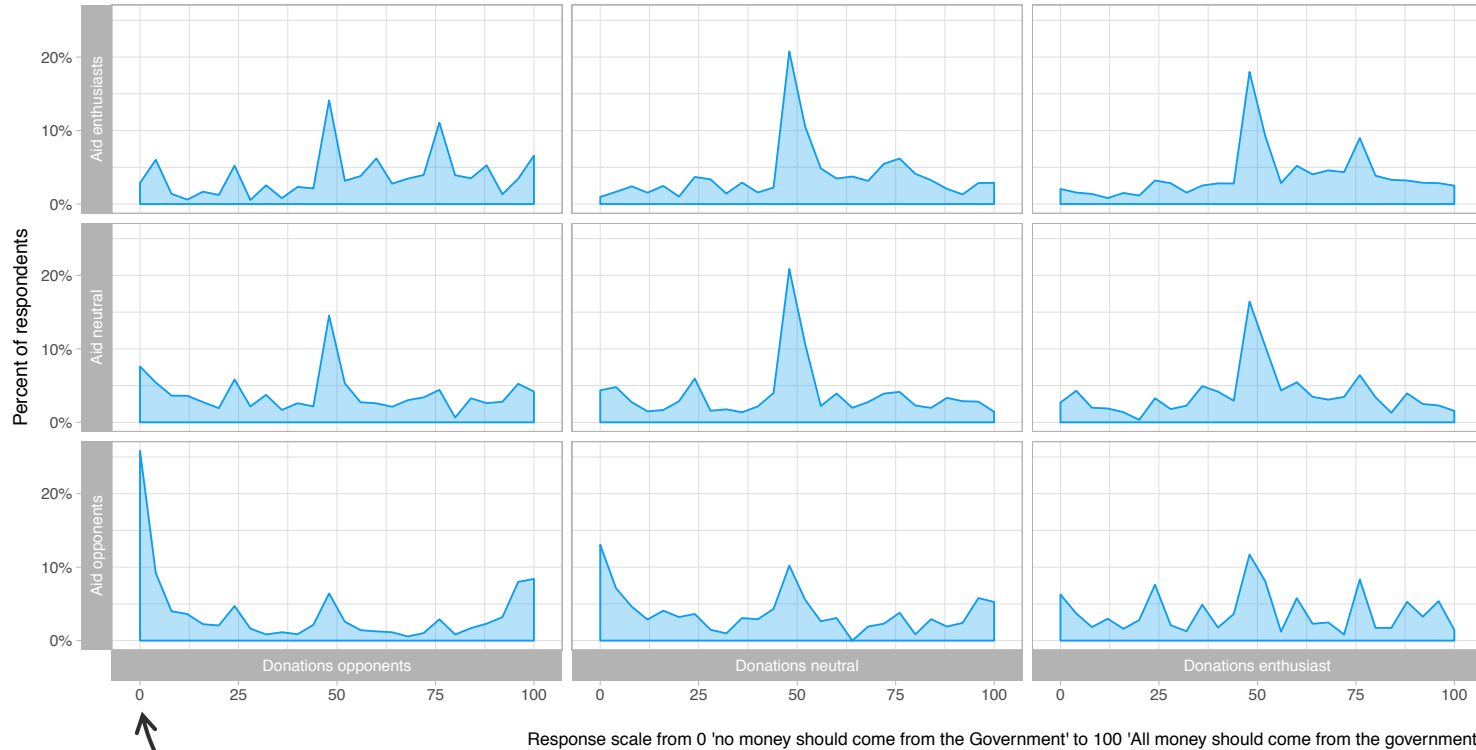 Percent of respondents
Aid enthusiasts
20%
10%
0%
Aid neutral
20%
10%
0%
Aid opponents
20%
10%
0%
Donations opponents
Donations neutral
Donations enthusiast
0 25 50 75 100
0 25 50 75 100
0 25 50 75 100
Response scale from 0 'no money should come from the Government' to 100 'All money should come from the government